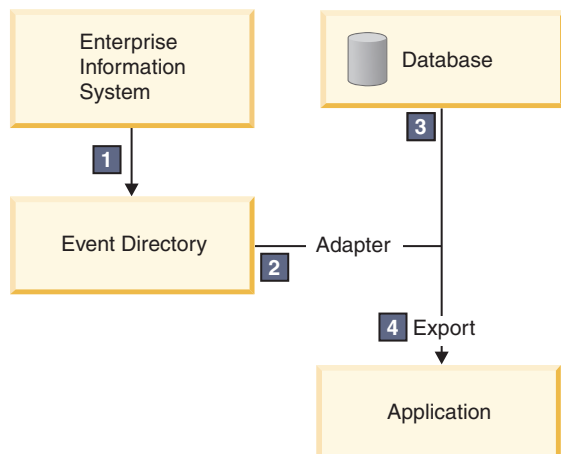 Enterprise
Information
System
Database
1
3
Event Directory
Adapter
2
4 Export
Application